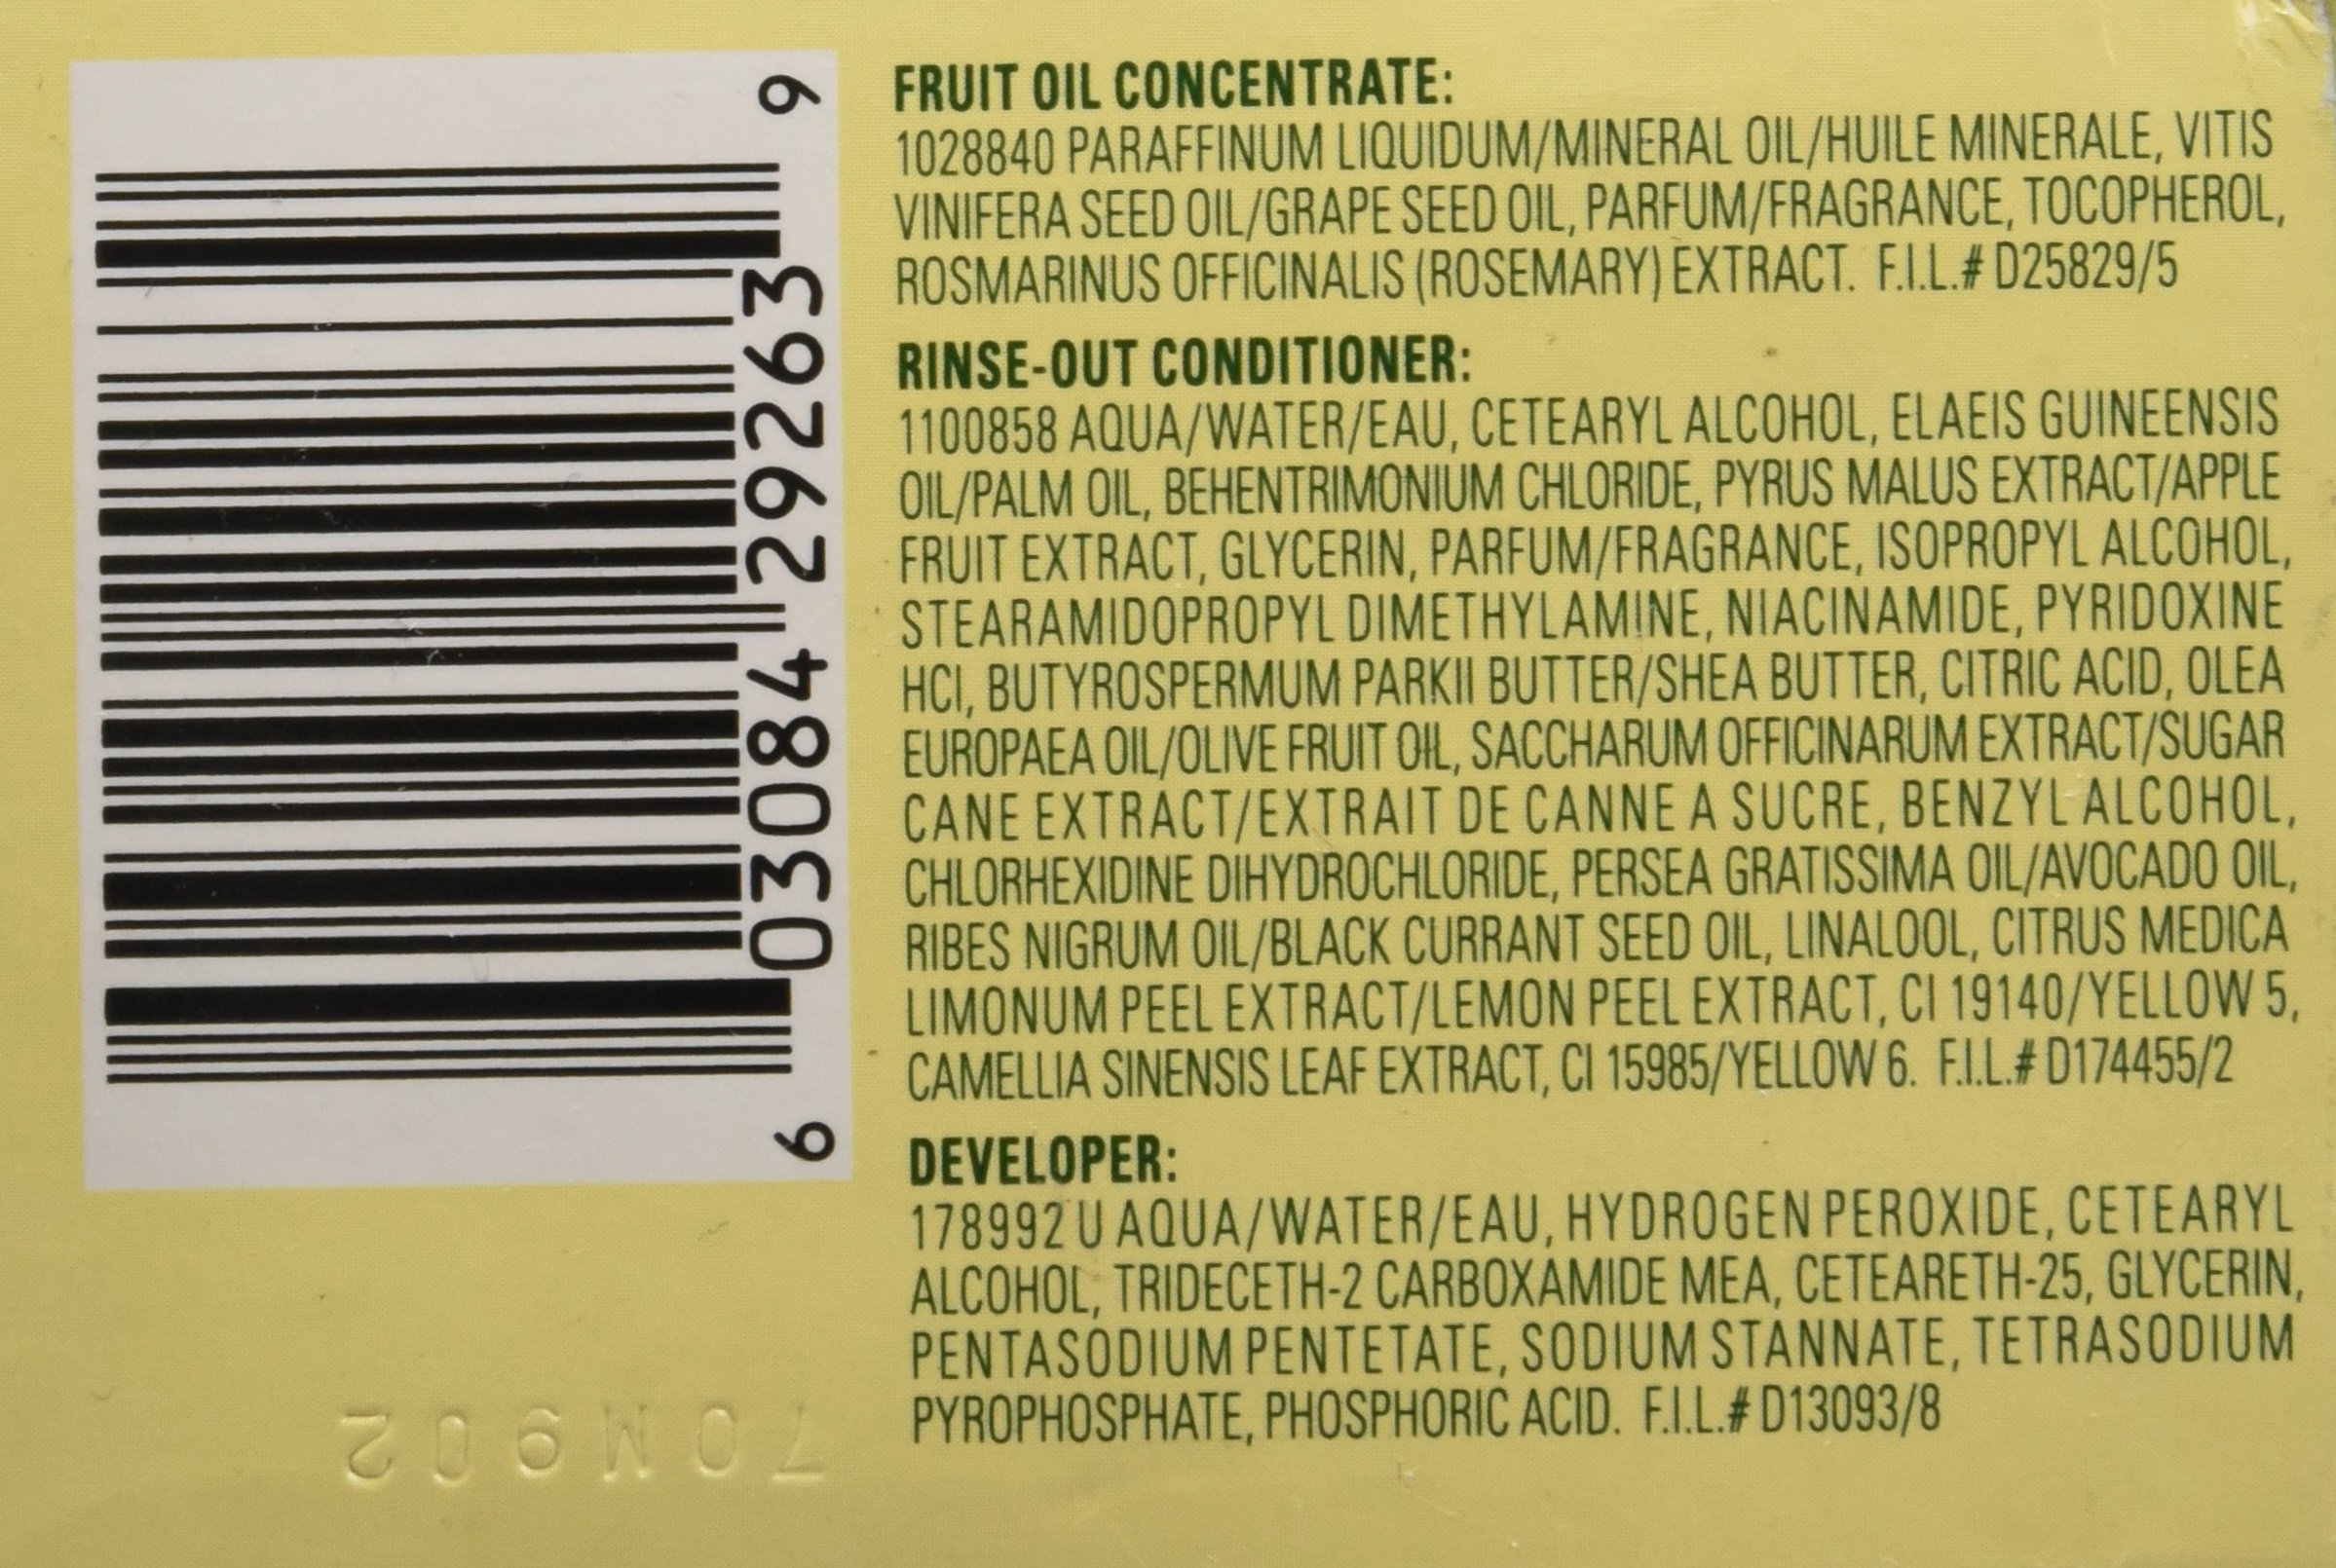 6 03084 29263 9
FRUIT OIL CONCENTRATE:
1028840 PARAFFINUM LIQUIDUM/MINERAL OIL/HUILE MINERALE, VITIS
VINIFERA SEED OIL/GRAPE SEED OIL, PARFUM/FRAGRANCE, TOCOPHEROL,
ROSMARINUS OFFICINALIS (ROSEMARY) EXTRACT. F.I.L.# D25829/5
RINSE-OUT CONDITIONER:
1100858 AQUA/WATER/EAU, CETEARYL ALCOHOL, ELAEIS GUINEENSIS
OIL/PALM OIL, BEHENTRIMONIUM CHLORIDE, PYRUS MALUS EXTRACT/APPLE
FRUIT EXTRACT, GLYCERIN, PARFUM/FRAGRANCE, ISOPROPYL ALCOHOL,
STEARAMIDOPROPYL DIMETHYLAMINE, NIACINAMIDE, PYRIDOXINE
HCI, BUTYROSPERMUM PARKII BUTTER/SHEA BUTTER, CITRIC ACID, OLEA
EUROPAEA OIL/OLIVE FRUIT OIL, SACCHARUM OFFICINARUM EXTRACT/SUGAR
CANE EXTRACT/EXTRAIT DE CANNE A SUCRE, BENZYL ALCOHOL,
CHLORHEXIDINE DIHYDROCHLORIDE, PERSEA GRATISSIMA OIL/AVOCADO OIL,
RIBES NIGRUM OIL/BLACK CURRANT SEED OIL, LINALOOL, CITRUS MEDICA
LIMONUM PEEL EXTRACT/LEMON PEEL EXTRACT, CI 19140/YELLOW 5,
CAMELLIA SINENSIS LEAF EXTRACT, CI 15985/YELLOW 6. F.I.L.# D174455/2
DEVELOPER:
178992 U AQUA/WATER/EAU, HYDROGEN PEROXIDE, CETEARYL
ALCOHOL, TRIDECETH-2 CARBOXAMIDE MEA, CETEARETH-25, GLYCERIN,
PENTASODIUM PENTETATE, SODIUM STANNATE, TETRASODIUM
PYROPHOSPHATE, PHOSPHORIC ACID. F.I.L.# D13093/8